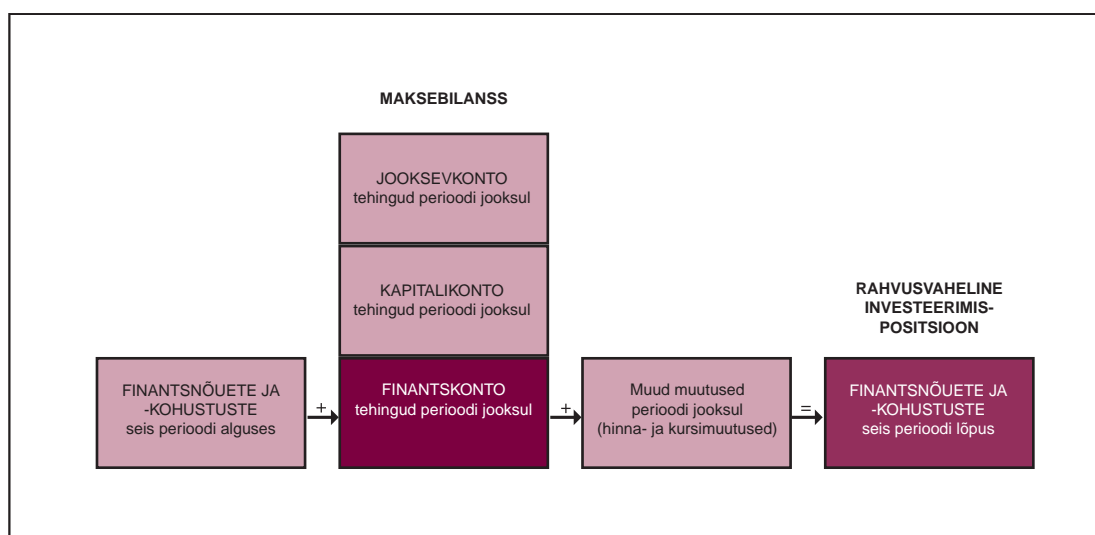 MAKSEBILANSS
JOOKSEVKONTO
tehingud perioodi jooksul
KAPITALIKONTO
tehingud perioodi jooksul
RAHVUSVAHELINE
INVESTEERIMIS-
POSITSIOON
FINANTSNÕUETE JA
-KOHUSTUSTE
seis perioodi alguses
+
FINANTSKONTO
tehingud perioodi jooksul
+
Muud muutused
perioodi jooksul
(hinna- ja kursimuutused)
=
FINANTSNÕUETE JA
-KOHUSTUSTE
seis perioodi lõpus